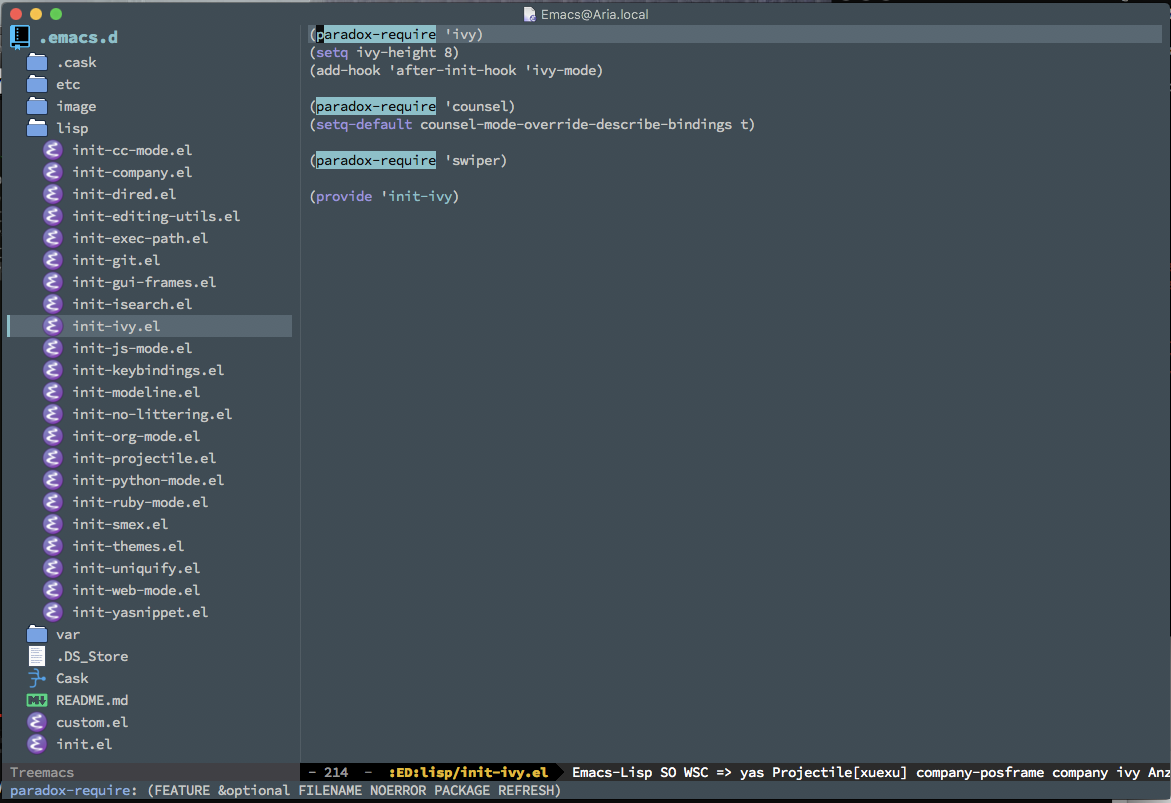 Emacs@Aria.local
.emacs.d
.cask
etc
image
lisp
init-cc-mode.el
init-company.el
init-dired.el
init-editing-utils.el
init-exec-path.el
init-git.el
init-gui-frames.el
init-isearch.el
init-ivy.el
init-js-mode.el
init-keybindings.el
init-modeline.el
init-no-littering.el
init-org-mode.el
init-projectile.el
init-python-mode.el
init-ruby-mode.el
init-smex.el
init-themes.el
init-uniquify.el
init-web-mode.el
init-yasnippet.el
var
.DS_Store
Cask
README.md
custom.el
init.el
(paradox-require 'ivy)
(setq ivy-height 8)
(add-hook 'after-init-hook 'ivy-mode)
(paradox-require 'counsel)
(setq-default counsel-mode-override-describe-bindings t)
(paradox-require 'swiper)
(provide 'init-ivy)
Treemacs
- 214 - :ED:lisp/init-ivy.el Emacs-Lisp SO WSC => yas Projectile[xuexu] company-posframe company ivy Anz
paradox-require: (FEATURE &optional FILENAME NOERROR PACKAGE REFRESH)